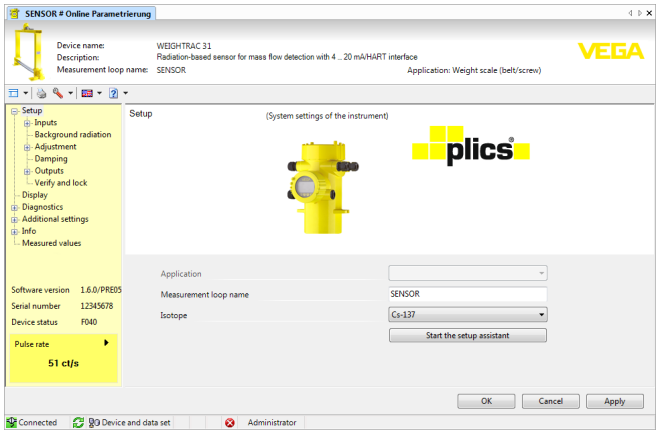 SENSOR # Online Parametrierung
Device name: WEIGHTRAC 31
Description: Radiation-based sensor for mass flow detection with 4 .. 20 mA/HART interface
Measurement loop name: SENSOR
Application: Weight scale (belt/screw)
VEGA
Setup
Inputs
Background radiation
Adjustment
Damping
Outputs
Verify and lock
Display
Diagnostics
Additional settings
Info
Measured values
Software version 1.6.0/PRE05
Serial number 12345678
Device status F040
Pulse rate
51 ct/s
Setup
(System settings of the instrument)
plics®
Application
Measurement loop name SENSOR
Isotope Cs-137
Start the setup assistant
OK Cancel Apply
Connected Device and data set Administrator